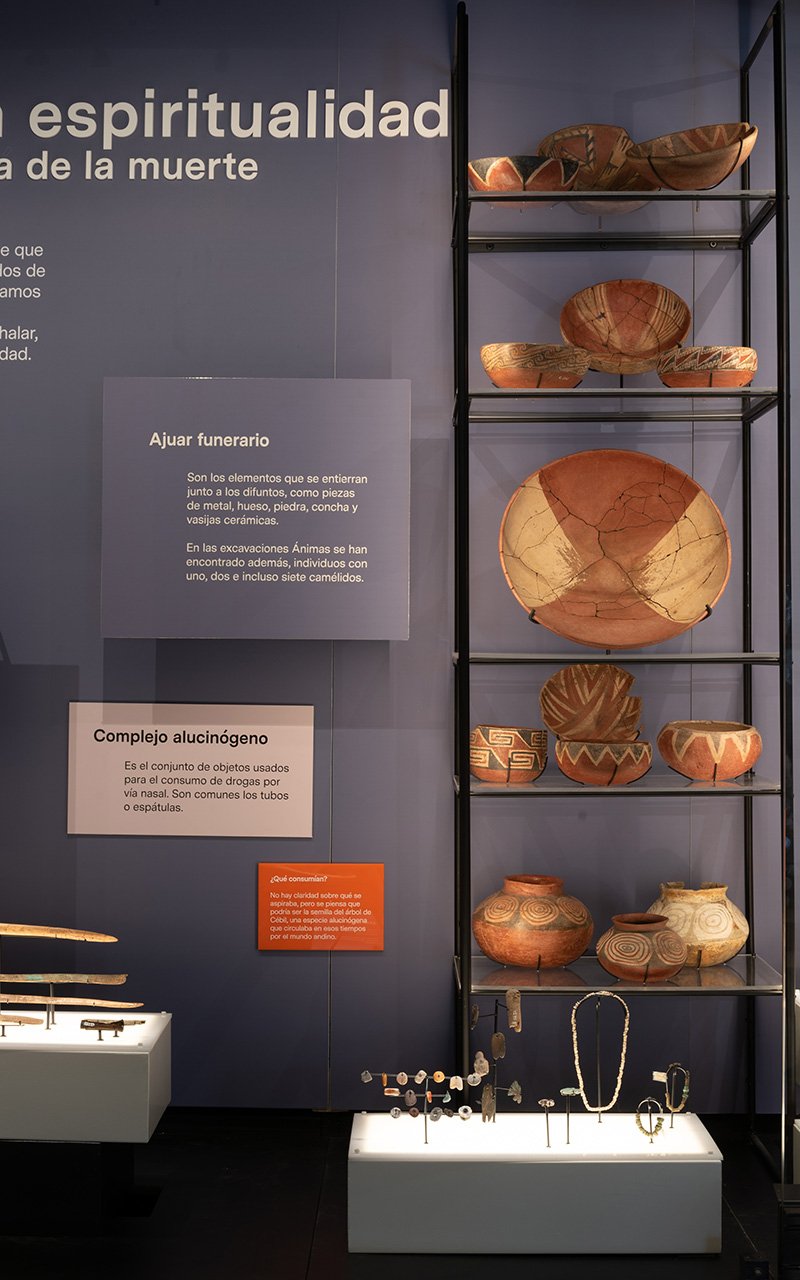 espiritualidad
a de la muerte
e que
dos de
amos
halar,
dad.
Ajuar funerario
Son los elementos que se entierran
junto a los difuntos, como piezas
de metal, hueso, piedra, concha y
vasijas cerámicas.
En las excavaciones Ánimas se han
encontrado además, individuos con
uno, dos e incluso siete camélidos.
Complejo alucinógeno
Es el conjunto de objetos usados
para el consumo de drogas por
vía nasal. Son comunes los tubos
o espátulas.
¿Qué consumían?
No hay claridad sobre qué se
aspiraba, pero se piensa que
podría ser la semilla del árbol de
Cébil, una especie alucinógena
que circulaba en esos tiempos
por el mundo andino.